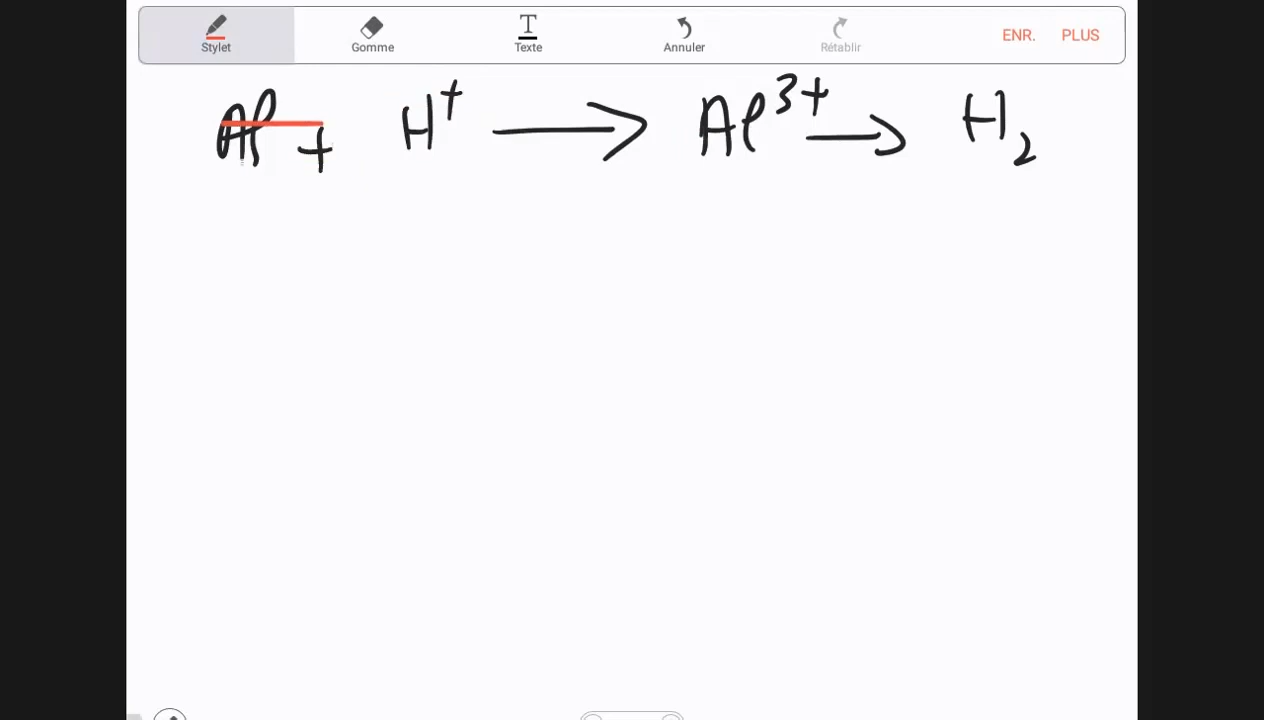 Stylet Gomme Texte Annuler Rétablir ENR. PLUS
Al + H⁺ ⟶ Al³⁺ → H₂